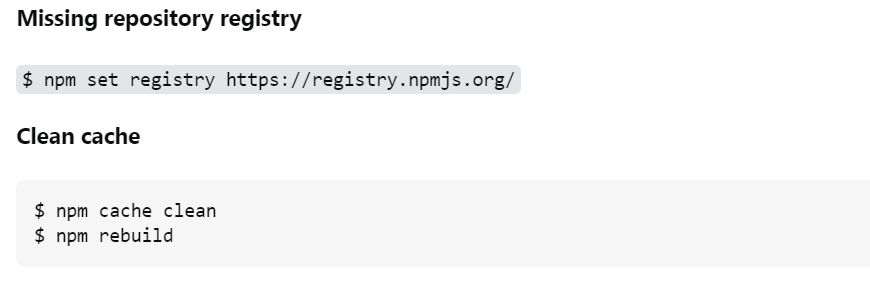 Missing repository registry
$ npm set registry https://registry.npmjs.org/
Clean cache
$ npm cache clean
$ npm rebuild